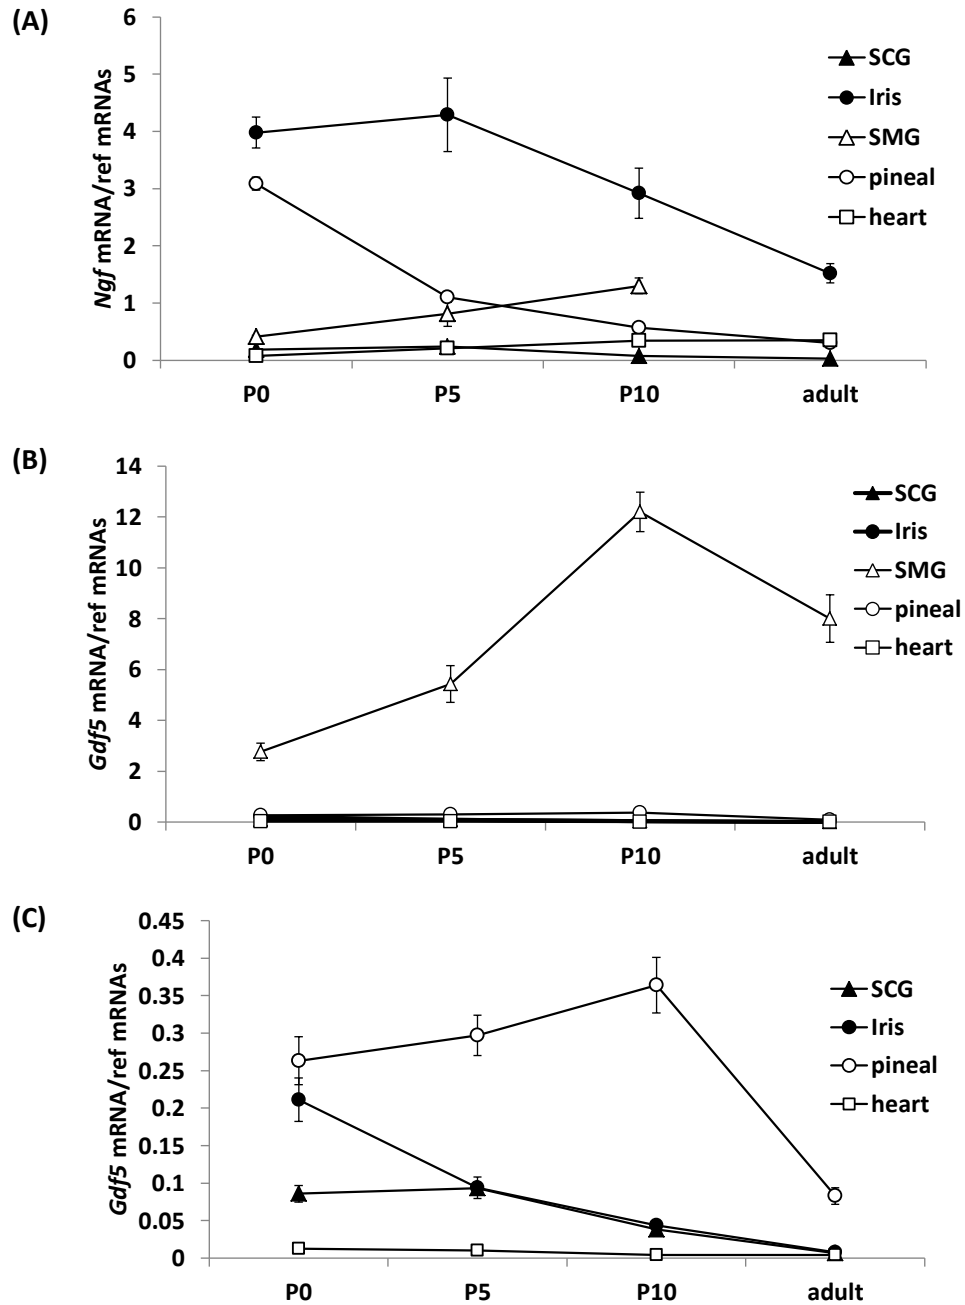 (A)
6
5
4
3
2
1
0
Ngf mRNA/ref mRNAs
P0 P5 P10 adult
SCG
Iris
SMG
pineal
heart
(B)
14
12
10
8
6
4
2
0
Gdf5 mRNA/ref mRNAs
P0 P5 P10 adult
SCG
Iris
SMG
pineal
heart
(C)
0.45
0.4
0.35
0.3
0.25
0.2
0.15
0.1
0.05
0
Gdf5 mRNA/ref mRNAs
P0 P5 P10 adult
SCG
Iris
pineal
heart